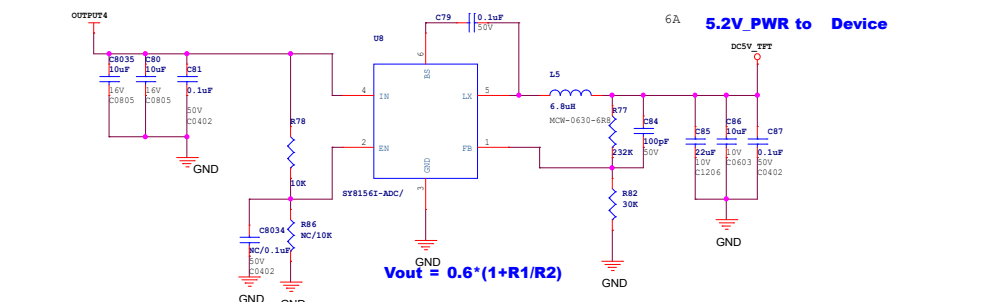 OUTPUT4
C79
0.1uF
50V
6A
5.2V_PWR to Device
DC5V_TFT
U8
C8035
10uF
16V
C0805
C80
10uF
16V
C0805
C81
0.1uF
50V
C0402
6
BS
4
IN
LX
5
L5
6.8uH
MCW-0630-6R8
R78
10K
2
EN
FB
1
GND
3
SY8156I-ADC/
R77
232K
C84
100pF
50V
C85
22uF
10V
C1206
C86
10uF
10V
C0603
C87
0.1uF
50V
C0402
GND
R82
30K
C8034
NC/0.1uF
50V
C0402
R86
NC/10K
GND
GND
GND
Vout = 0.6*(1+R1/R2)
GND
GND